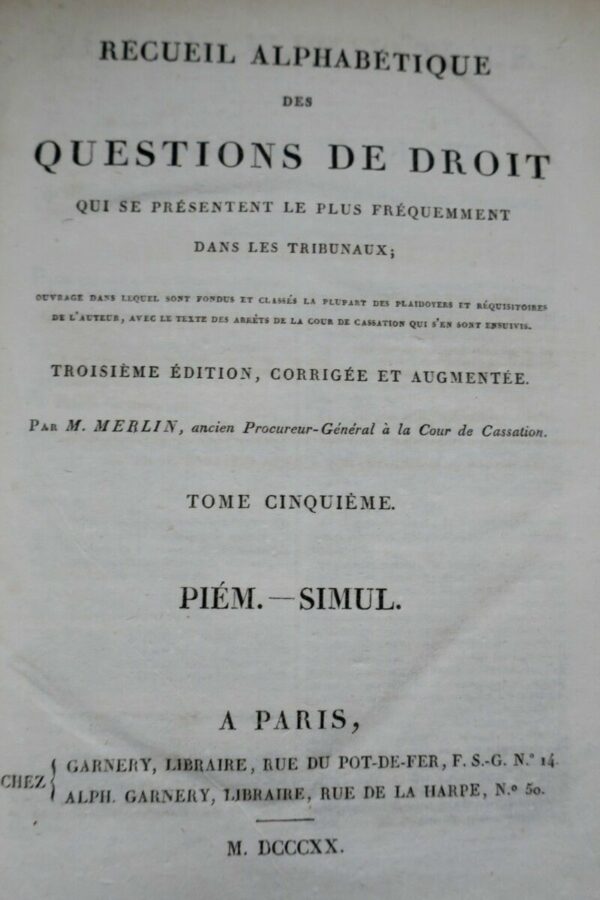 RECUEIL ALPHABÉTIQUE
DES
QUESTIONS DE DROIT
QUI SE PRÉSENTENT LE PLUS FRÉQUEMMENT
DANS LES TRIBUNAUX;
OUVRAGE DANS LEQUEL SONT FONDUS ET CLASSÉS LA PLUPART DES PLAIDOYERS ET RÉQUISITOIRES
DE L'AUTEUR, AVEC LE TEXTE DES ARRÊTS DE LA COUR DE CASSATION QUI S'EN SONT ENSUIVIS.
TROISIÈME ÉDITION, CORRIGÉE ET AUGMENTÉE.
PAR M. MERLIN, ancien Procureur-Général à la Cour de Cassation.
TOME CINQUIÈME.
PIÉM. — SIMUL.
A PARIS,
CHEZ { GARNERY, LIBRAIRE, RUE DU POT-DE-FER, F. S.-G. N.° 14
ALPH. GARNERY, LIBRAIRE, RUE DE LA HARPE, N.° 50.
M. DCCCXX.